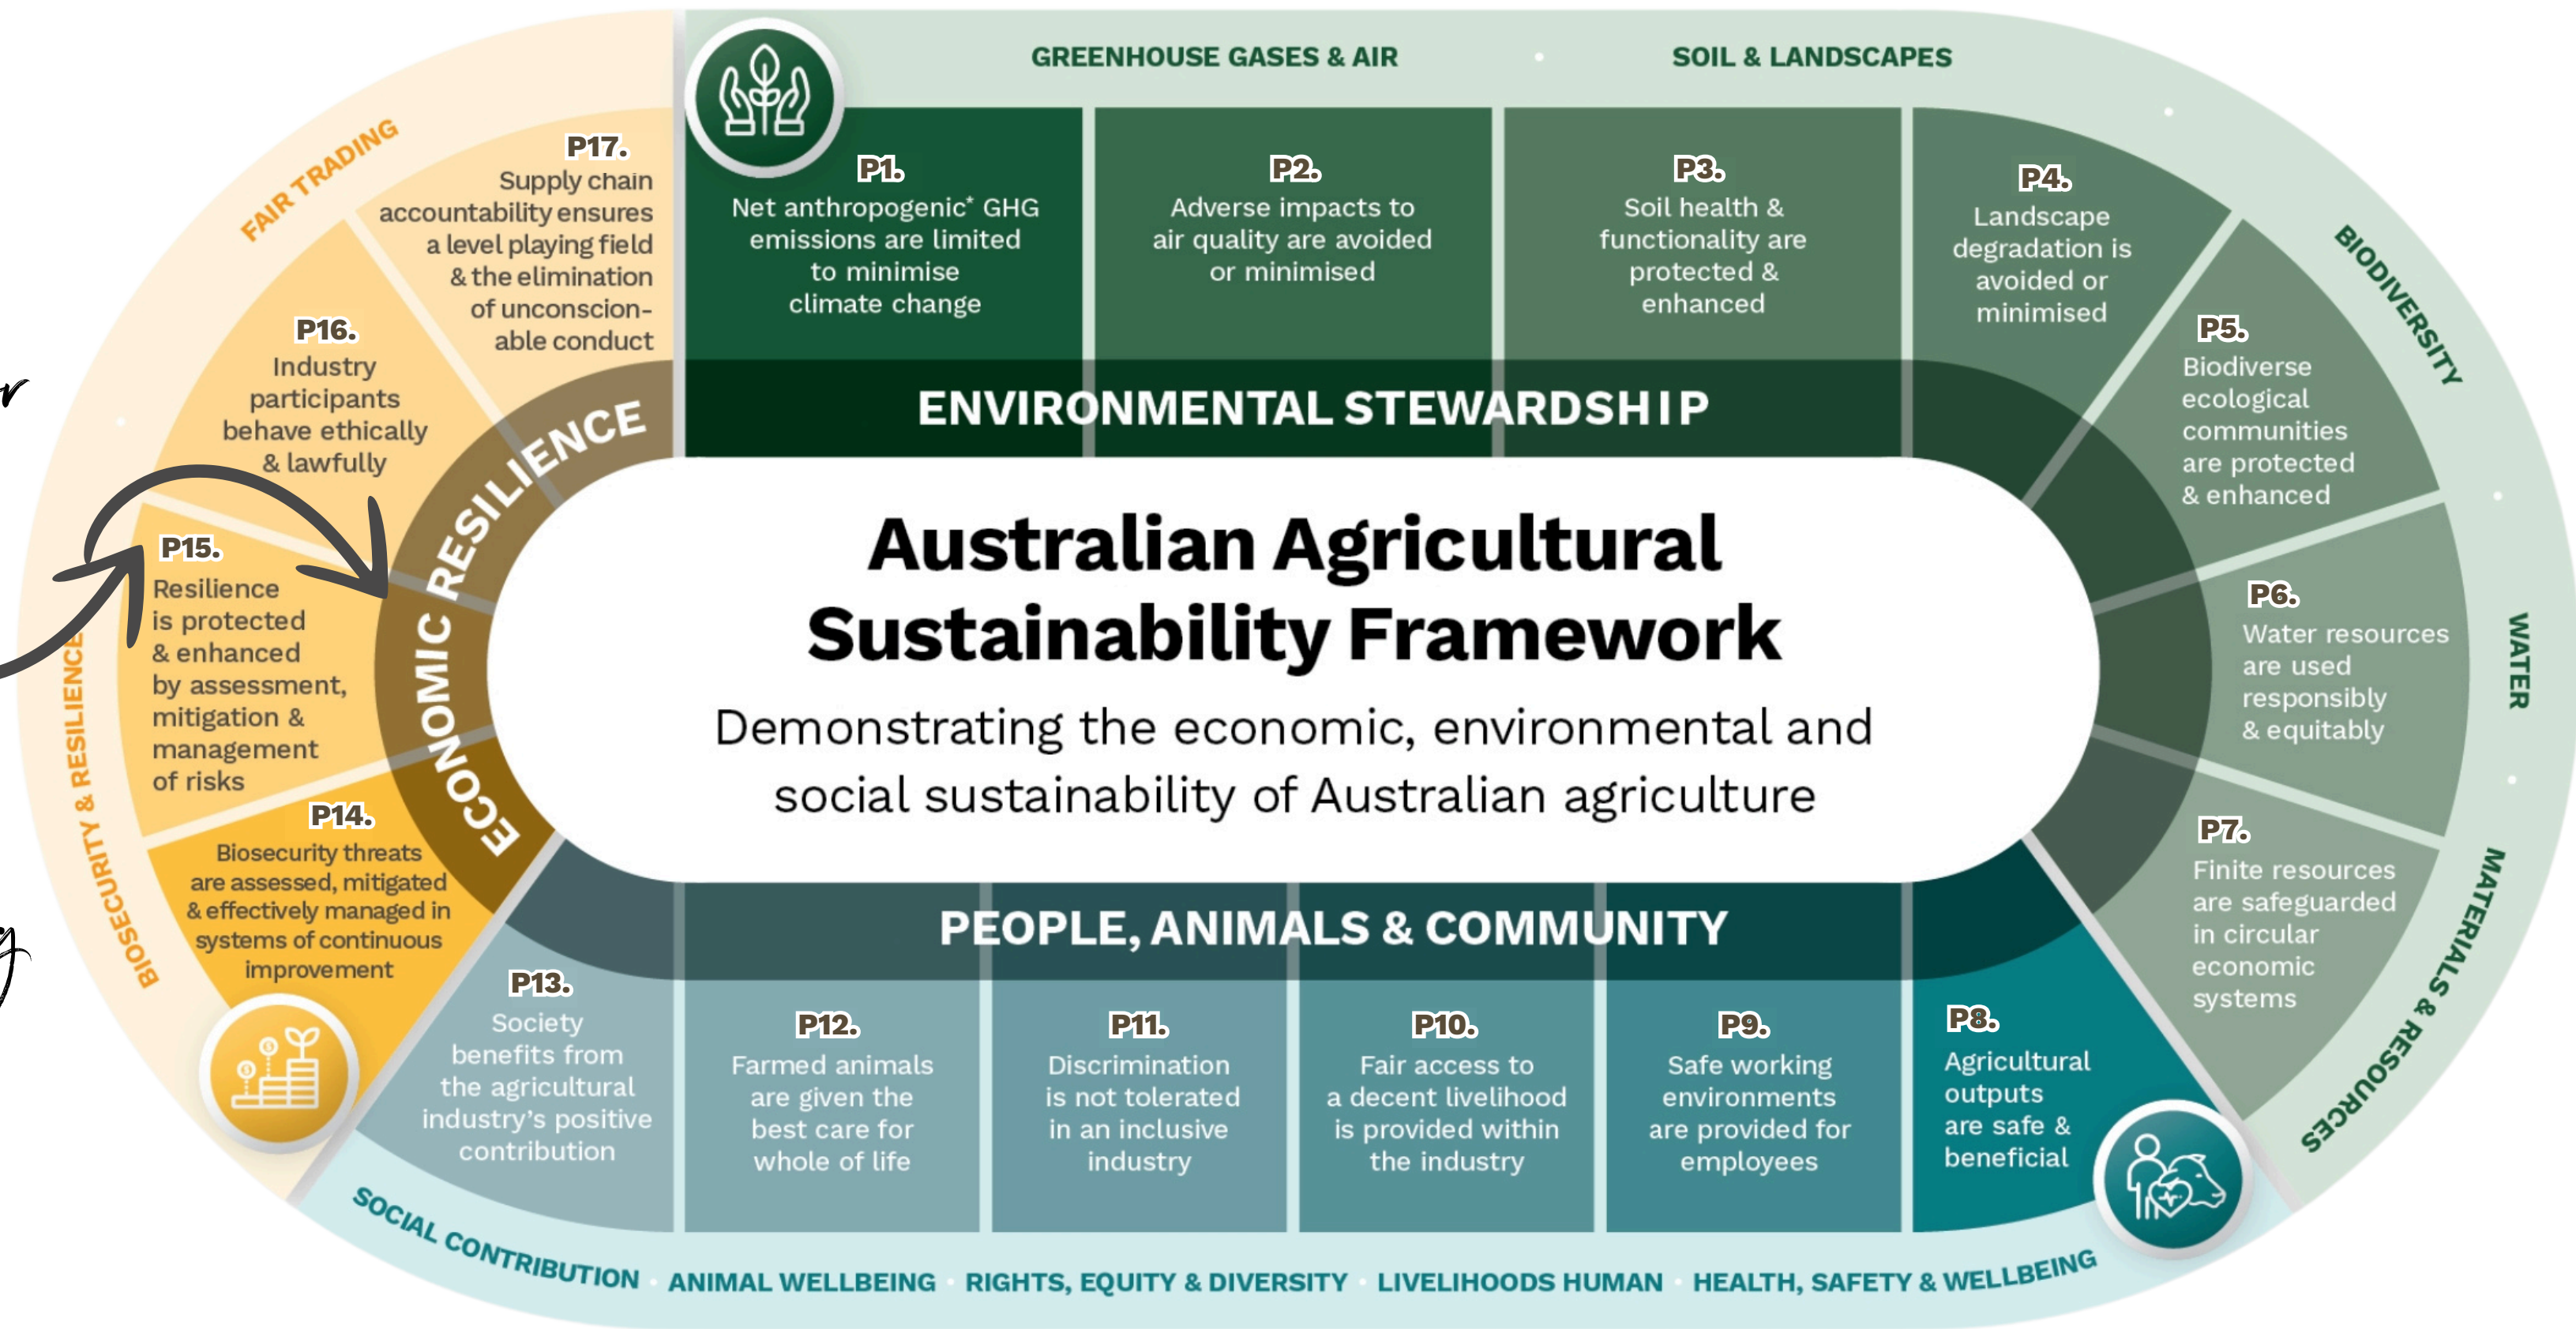 GREENHOUSE GASES & AIR
SOIL & LANDSCAPES
BIODIVERSITY
WATER
MATERIALS & RESOURCES
P1.
Net anthropogenic* GHG
emissions are limited
to minimise
climate change
P2.
Adverse impacts to
air quality are avoided
or minimised
P3.
Soil health &
functionality are
protected &
enhanced
P4.
Landscape
degradation is
avoided or
minimised
P5.
Biodiverse
ecological
communities
are protected
& enhanced
P6.
Water resources
are used
responsibly
& equitably
P7.
Finite resources
are safeguarded
in circular
economic
systems
ENVIRONMENTAL STEWARDSHIP
Australian Agricultural
Sustainability Framework
Demonstrating the economic, environmental and
social sustainability of Australian agriculture
PEOPLE, ANIMALS & COMMUNITY
P8.
Agricultural
outputs
are safe &
beneficial
P9.
Safe working
environments
are provided for
employees
P10.
Fair access to
a decent livelihood
is provided within
the industry
P11.
Discrimination
is not tolerated
in an inclusive
industry
P12.
Farmed animals
are given the
best care for
whole of life
P13.
Society
benefits from
the agricultural
industry's positive
contribution
SOCIAL CONTRIBUTION · ANIMAL WELLBEING · RIGHTS, EQUITY & DIVERSITY · LIVELIHOODS HUMAN · HEALTH, SAFETY & WELLBEING
ECONOMIC RESILIENCE
P14.
Biosecurity threats
are assessed, mitigated
& effectively managed in
systems of continuous
improvement
P15.
Resilience
is protected
& enhanced
by assessment,
mitigation &
management
of risks
P16.
Industry
participants
behave ethically
& lawfully
P17.
Supply chain
accountability ensures
a level playing field
& the elimination
of unconscion-
able conduct
BIOSECURITY & RESILIENCE
FAIR TRADING